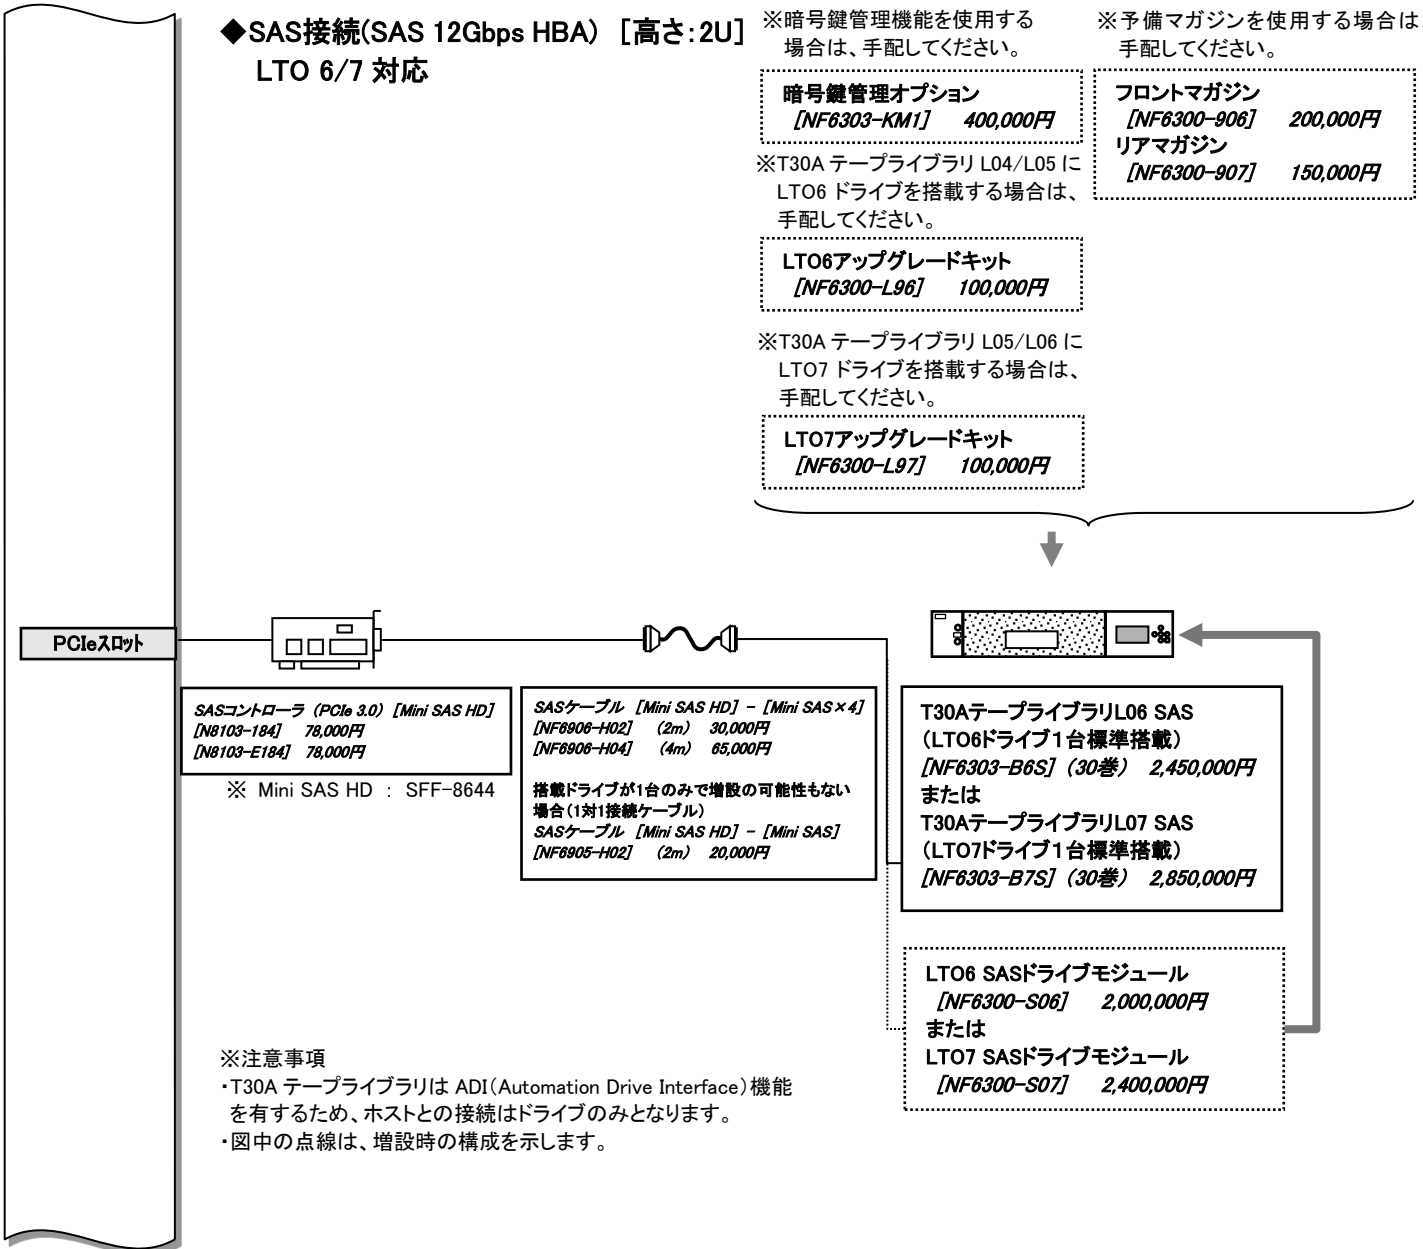 ◆SAS接続(SAS 12Gbps HBA) [高さ：2U]
LTO 6/7 対応
※暗号鍵管理機能を使用する
場合は、手配してください。
暗号鍵管理オプション
[NF6303-KM1] 400,000円
※予備マガジンを使用する場合は
手配してください。
フロントマガジン
[NF6300-906] 200,000円
リアマガジン
[NF6300-907] 150,000円
※T30A テープライブラリ L04/L05 に
LTO6 ドライブを搭載する場合は、
手配してください。
LTO6アップグレードキット
[NF6300-L96] 100,000円
※T30A テープライブラリ L05/L06 に
LTO7 ドライブを搭載する場合は、
手配してください。
LTO7アップグレードキット
[NF6300-L97] 100,000円
PCIeスロット
SASコントローラ (PCIe 3.0) [Mini SAS HD]
[N8103-184] 78,000円
[N8103-E184] 78,000円
※ Mini SAS HD : SFF-8644
SASケーブル [Mini SAS HD] - [Mini SAS×4]
[NF6906-H02] (2m) 30,000円
[NF6906-H04] (4m) 65,000円
搭載ドライブが1台のみで増設の可能性もない
場合(1対1接続ケーブル)
SASケーブル [Mini SAS HD] - [Mini SAS]
[NF6905-H02] (2m) 20,000円
T30AテープライブラリL06 SAS
(LTO6ドライブ1台標準搭載)
[NF6303-B6S] (30巻) 2,450,000円
または
T30AテープライブラリL07 SAS
(LTO7ドライブ1台標準搭載)
[NF6303-B7S] (30巻) 2,850,000円
LTO6 SASドライブモジュール
[NF6300-S06] 2,000,000円
または
LTO7 SASドライブモジュール
[NF6300-S07] 2,400,000円
※注意事項
・T30A テープライブラリは ADI(Automation Drive Interface)機能
を有するため、ホストとの接続はドライブのみとなります。
・図中の点線は、増設時の構成を示します。